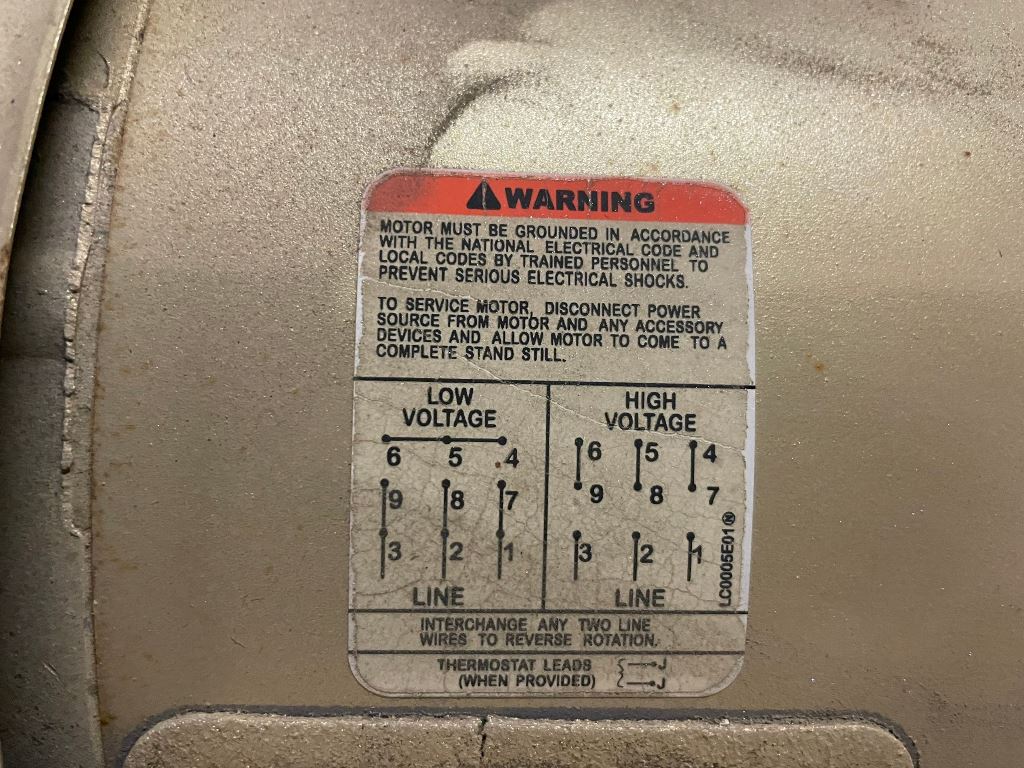 WARNING
MOTOR MUST BE GROUNDED IN ACCORDANCE
WITH THE NATIONAL ELECTRICAL CODE AND
LOCAL CODES BY TRAINED PERSONNEL TO
PREVENT SERIOUS ELECTRICAL SHOCKS.
TO SERVICE MOTOR, DISCONNECT POWER
SOURCE FROM MOTOR AND ANY ACCESSORY
DEVICES AND ALLOW MOTOR TO COME TO A
COMPLETE STAND STILL.
LOW
VOLTAGE
6 5 4
9 8 7
3 2 1
LINE
HIGH
VOLTAGE
6 5 4
9 8 7
3 2 1
LINE
LC0005E01 N
INTERCHANGE ANY TWO LINE
WIRES TO REVERSE ROTATION.
THERMOSTAT LEADS J
(WHEN PROVIDED) J